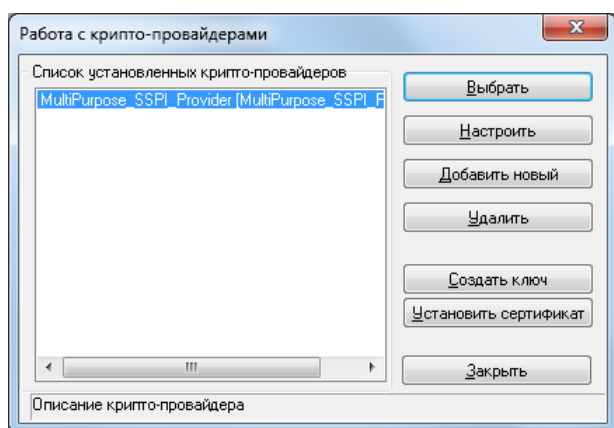 Работа с крипто-провайдерами
Список установленных крипто-провайдеров
MultiPurpose_SSPI_Provider [MultiPurpose_SSPI_F
Выбрать
Настроить
Добавить новый
Удалить
Создать ключ
Установить сертификат
Закрыть
Описание крипто-провайдера